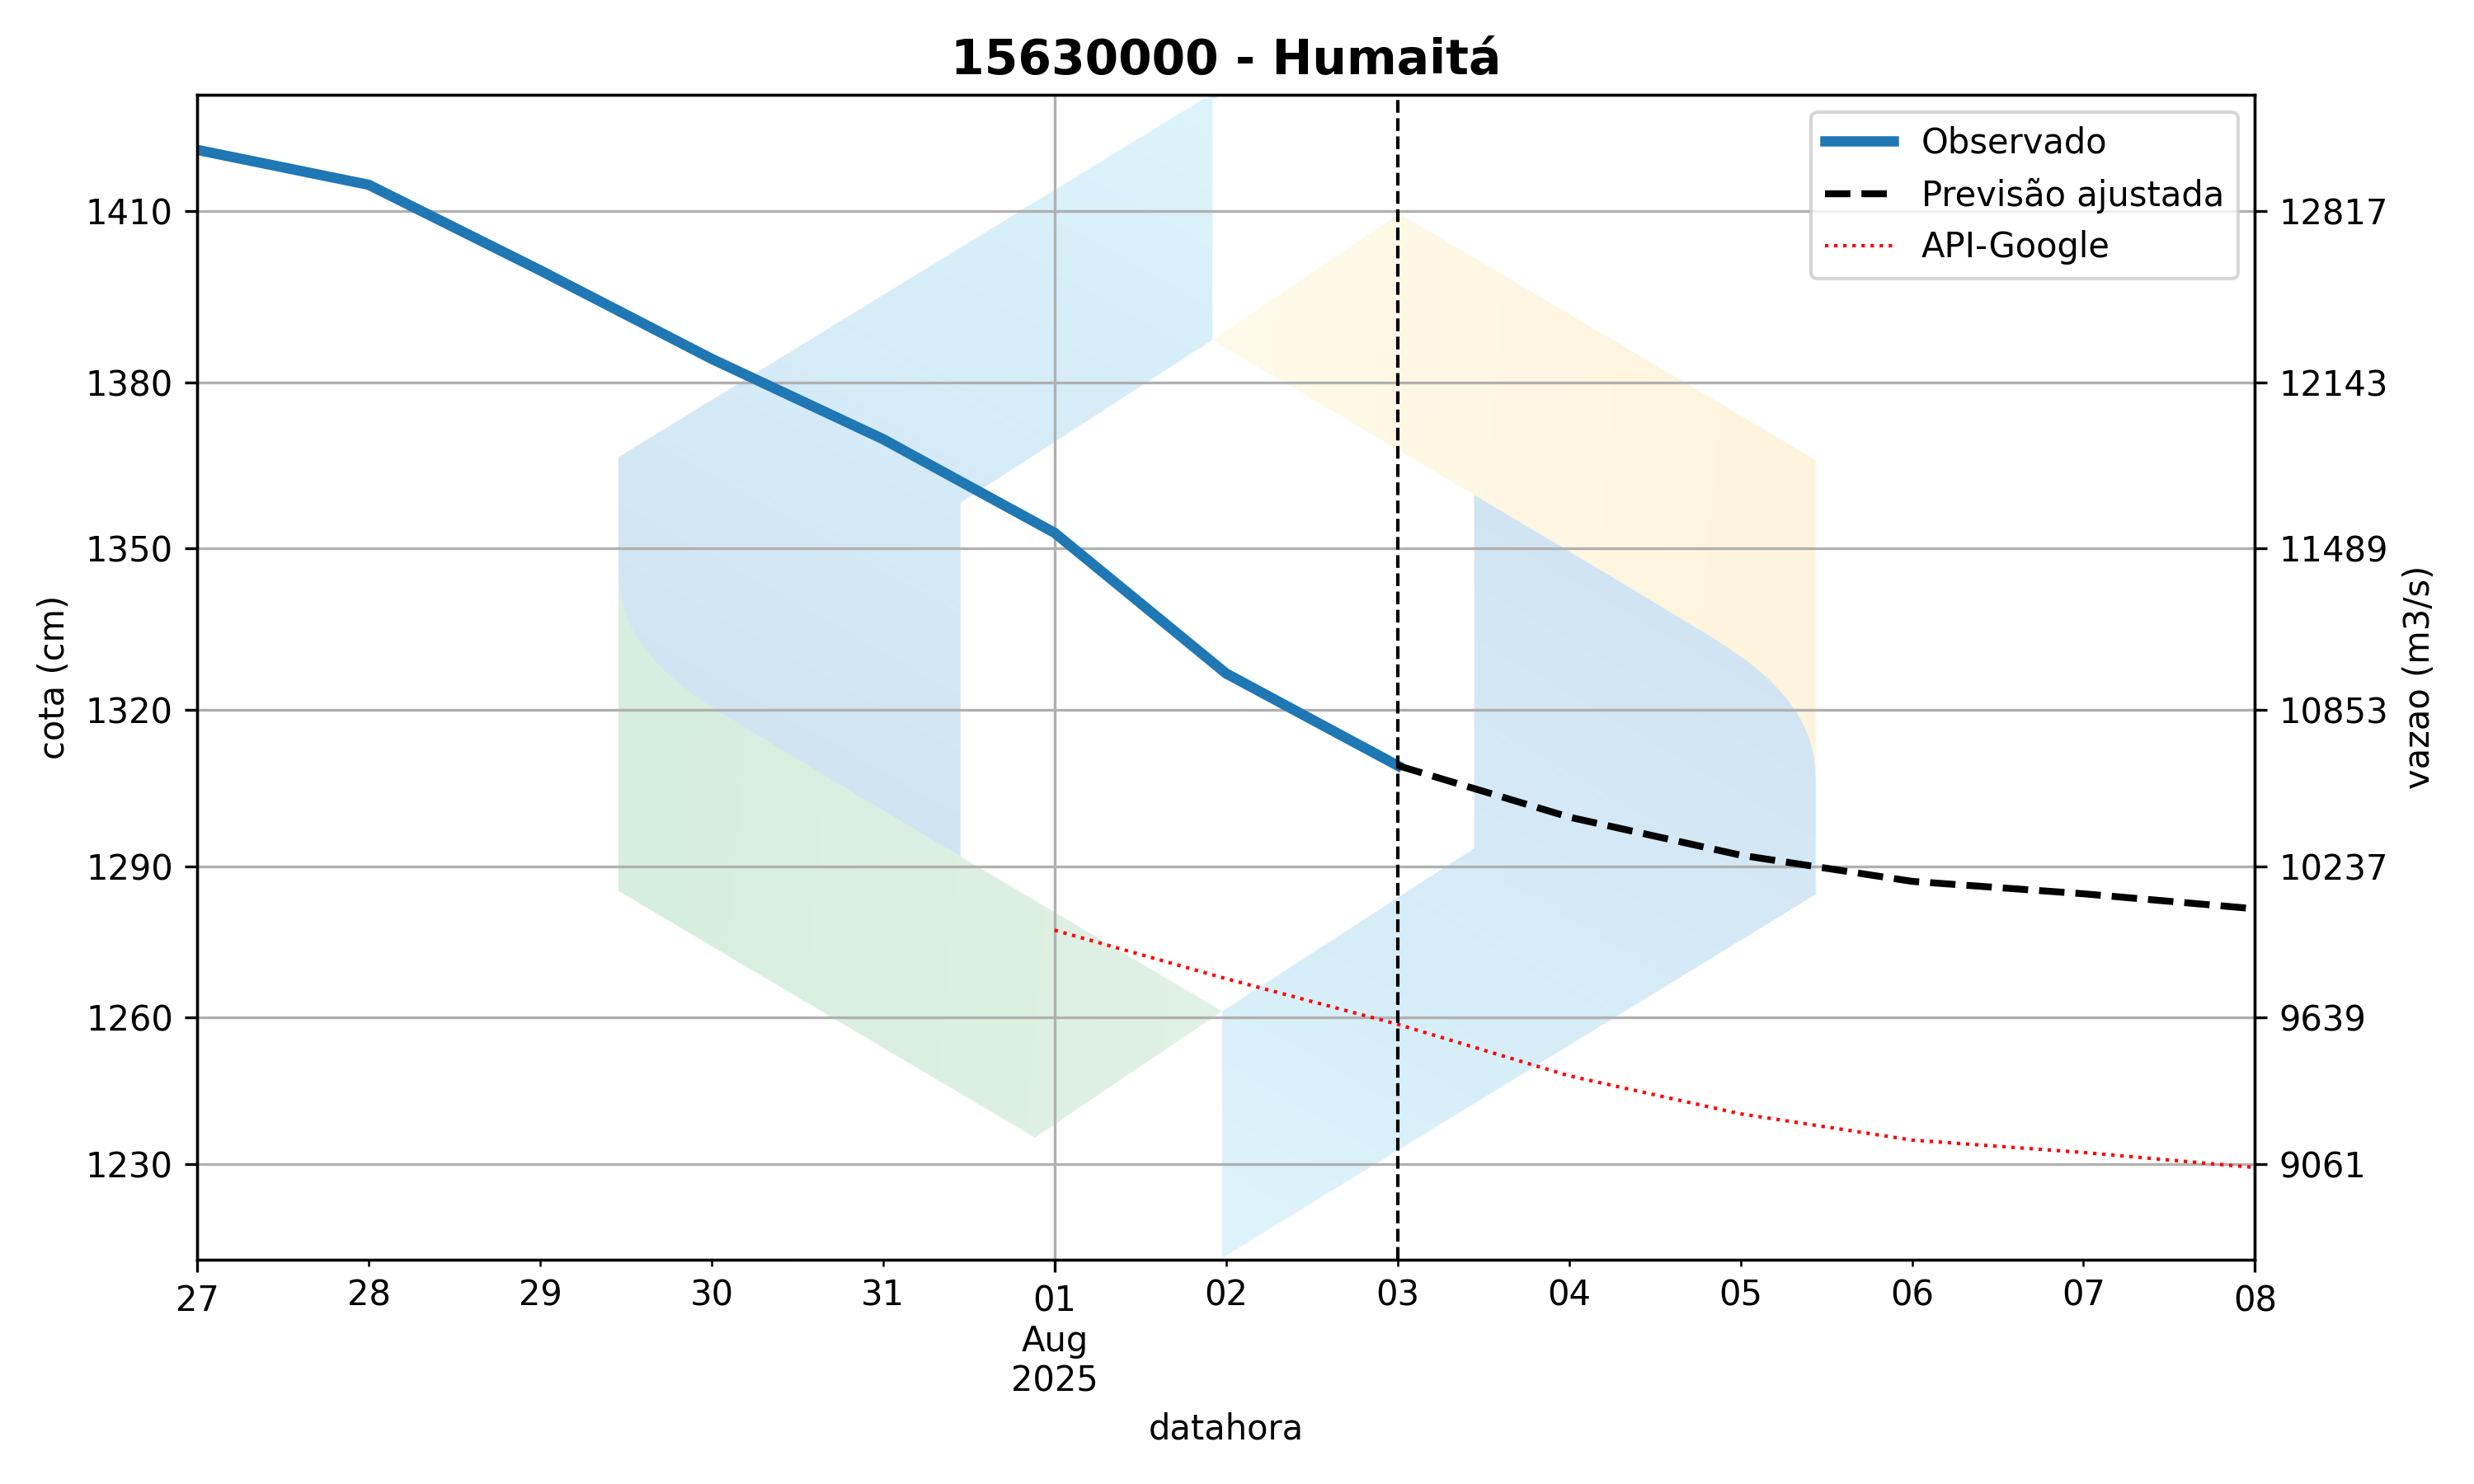 15630000 - Humaitá
Observado
Previsão ajustada
API-Google
cota (cm)
1410
1380
1350
1320
1290
1260
1230
12817
12143
11489
10853
10237
9639
9061
vazao (m3/s)
27 28 29 30 31 01 02 03 04 05 06 07 08
Aug
2025
datahora